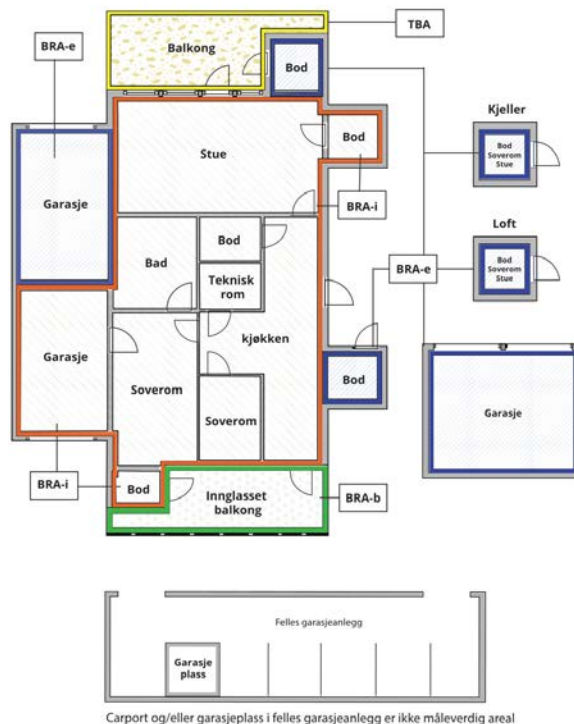 TBA
BRA-e
Balkong
Bod
Kjeller
Bod
Soverom
Stue
Bod
Stue
Garasje
BRA-i
Loft
Bod
Soverom
Stue
Bod
Bad
BRA-e
Teknisk
rom
Garasje
kjøkken
Bod
Garasje
Soverom
Soverom
BRA-i
Bod
Innglasset
balkong
BRA-b
Felles garasjeanlegg
Garasje
plass
Carport og/eller garasjeplass i felles garasjeanlegg er ikke måleverdig areal